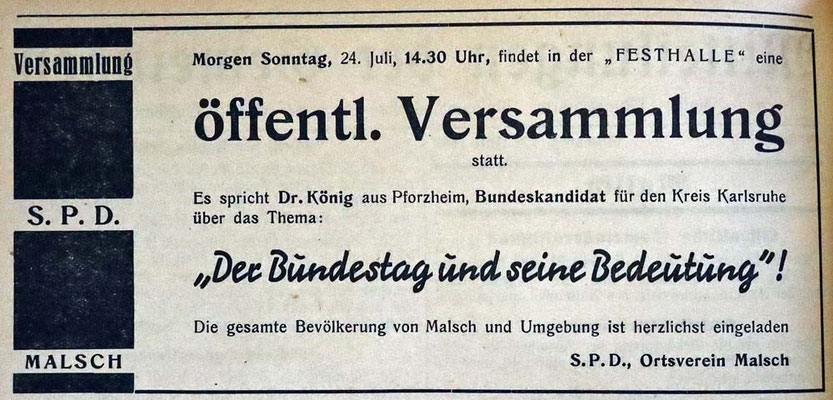 Versammlung
S. P. D.
MALSCH
Morgen Sonntag, 24. Juli, 14.30 Uhr, findet in der „FESTHALLE“ eine
öffentl. Versammlung
statt.
Es spricht Dr. König aus Pforzheim, Bundeskandidat für den Kreis Karlsruhe
über das Thema:
„Der Bundestag und seine Bedeutung“!
Die gesamte Bevölkerung von Malsch und Umgebung ist herzlichst eingeladen
S. P. D., Ortsverein Malsch